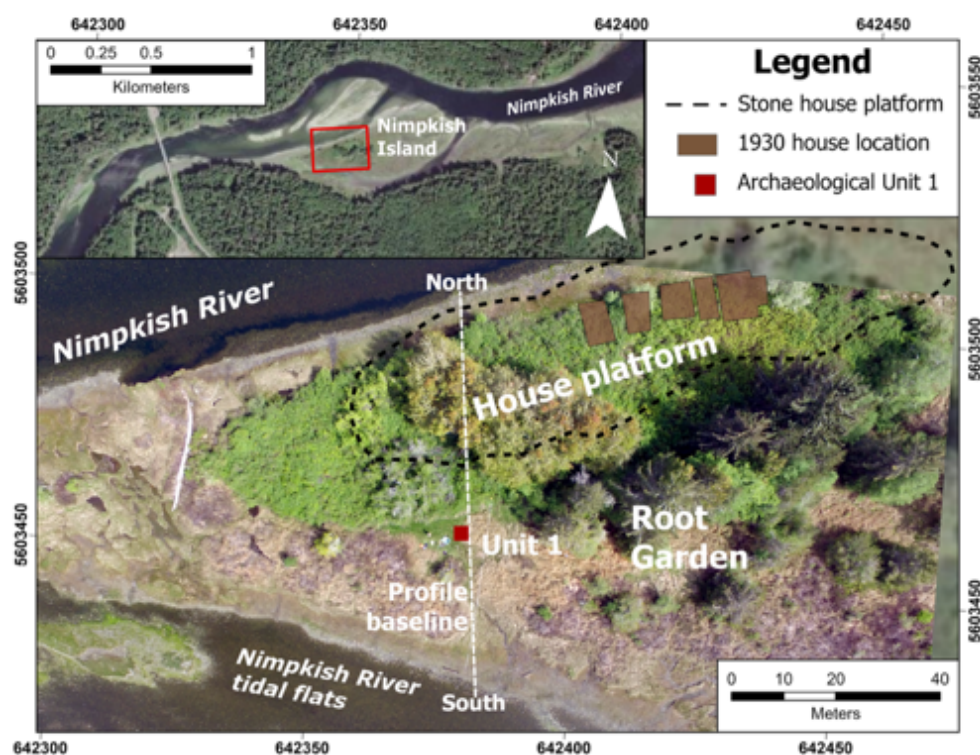 642300
642350
642400
642450
0 0.25 0.5 1
Kilometers
Nimpkish River
Nimpkish
Island
N
Legend
Stone house platform
1930 house location
Archaeological Unit 1
5603550
5603500
5603450
5603500
5603450
North
Nimpkish River
House platform
Unit 1
Root
Garden
Profile
baseline
Nimpkish River
tidal flats
South
0 10 20 40
Meters
642300
642350
642400
642450